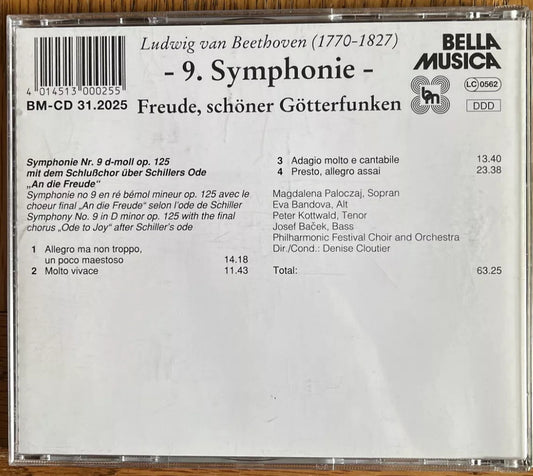 Ludwig van Beethoven (1770-1827)
- 9. Symphonie -
Freude, schöner Götterfunken
4 014513 000255
BM-CD 31.2025
BELLA
MUSICA
bm
LC 0562
DDD
Symphonie Nr. 9 d-moll op. 125
mit dem Schlußchor über Schillers Ode
„An die Freude“
Symphonie no 9 en ré bémol mineur op. 125 avec le
choeur final „An die Freude“ selon l'ode de Schiller
Symphony No. 9 in D minor op. 125 with the final
chorus „Ode to Joy“ after Schiller's ode
1 Allegro ma non troppo,
un poco maestoso 14.18
2 Molto vivace 11.43
3 Adagio molto e cantabile 13.40
4 Presto, allegro assai 23.38
Magdalena Paloczaj, Sopran
Eva Bandova, Alt
Peter Kottwald, Tenor
Josef Baček, Bass
Philharmonic Festival Choir and Orchestra
Dir./Cond.: Denise Cloutier
Total: 63.25